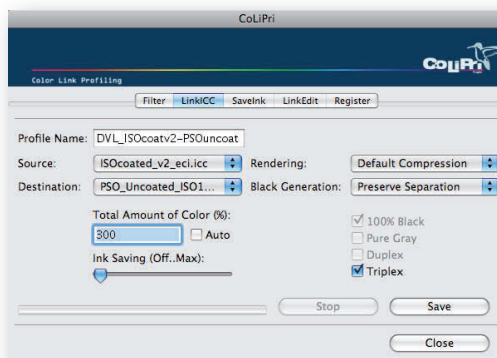 CoLiPri
CoLiPri
Color Link Profiling
Filter LinkICC SaveInk LinkEdit Register
Profile Name: DVL_ISOcoatv2-PSOuncoat
Source: ISOcoated_v2_eci.icc Rendering: Default Compression
Destination: PSO_Uncoated_ISO1... Black Generation: Preserve Separation
Total Amount of Color (%):
300 Auto
100% Black
Pure Gray
Ink Saving (Off..Max):
Duplex
Triplex
Stop Save
Close